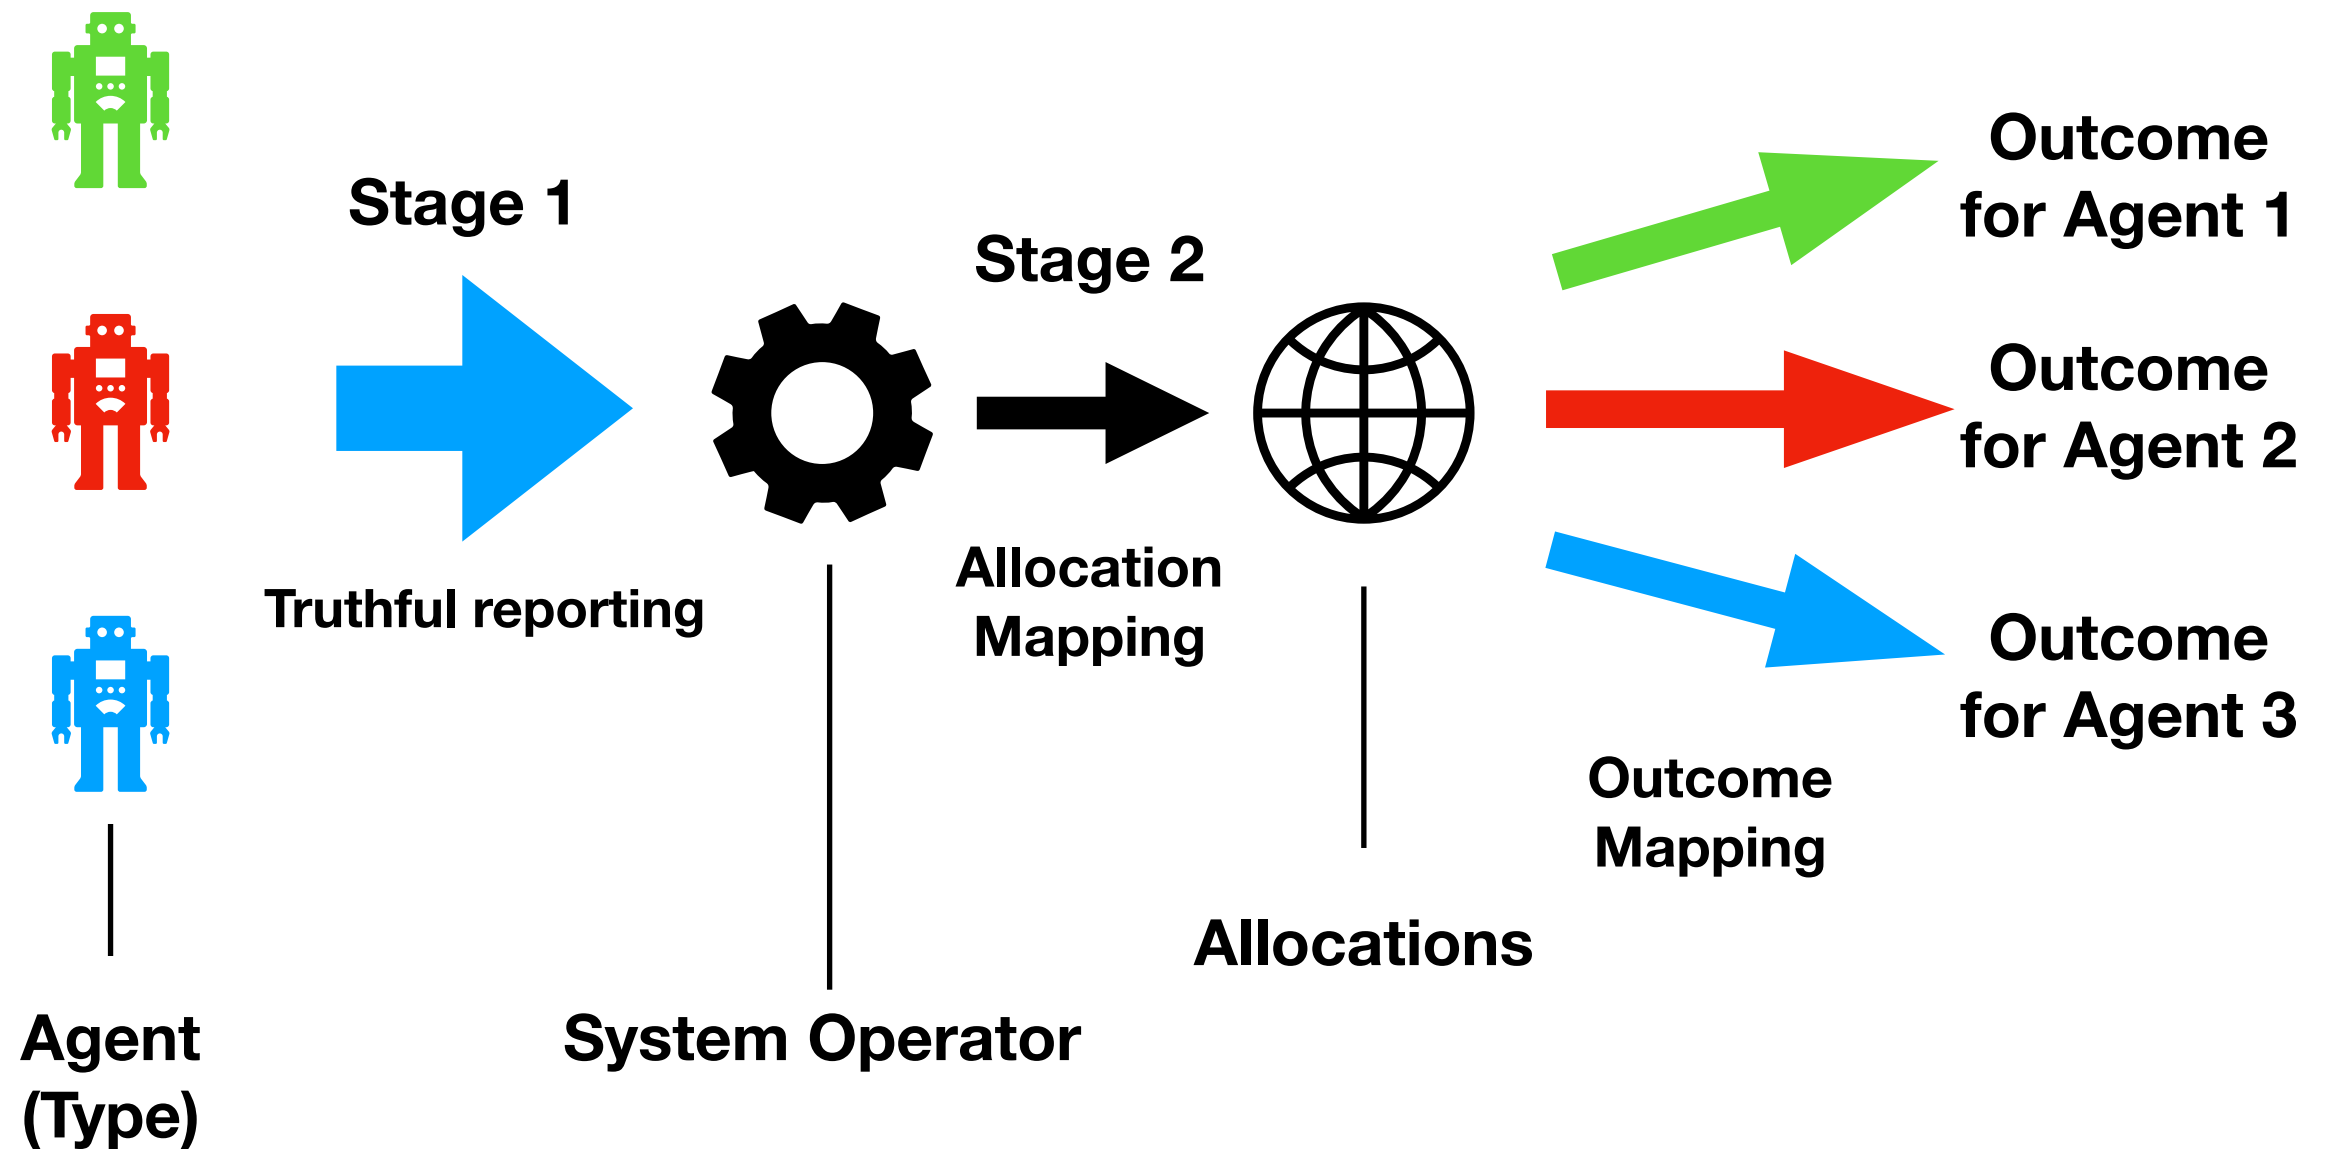 Stage 1
Truthful reporting
Stage 2
Allocation
Mapping
Outcome
for Agent 1
Outcome
for Agent 2
Outcome
for Agent 3
Outcome
Mapping
Allocations
System Operator
Agent
(Type)